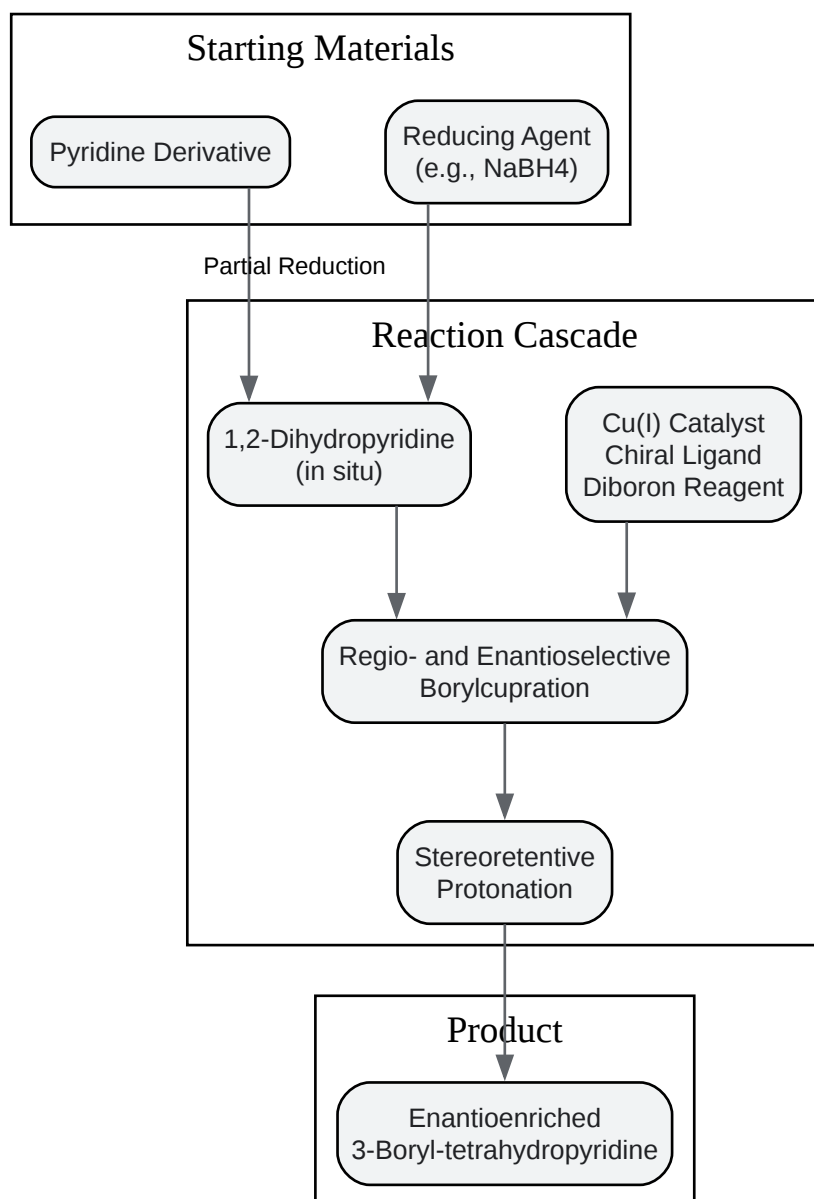 Starting Materials
Pyridine Derivative
Reducing Agent
(e.g., NaBH4)
Partial Reduction
Reaction Cascade
1,2-Dihydropyridine
(in situ)
Cu(I) Catalyst
Chiral Ligand
Diboron Reagent
Regio- and Enantioselective
Borylcupration
Stereoretentive
Protonation
Product
Enantioenriched
3-Boryl-tetrahydropyridine